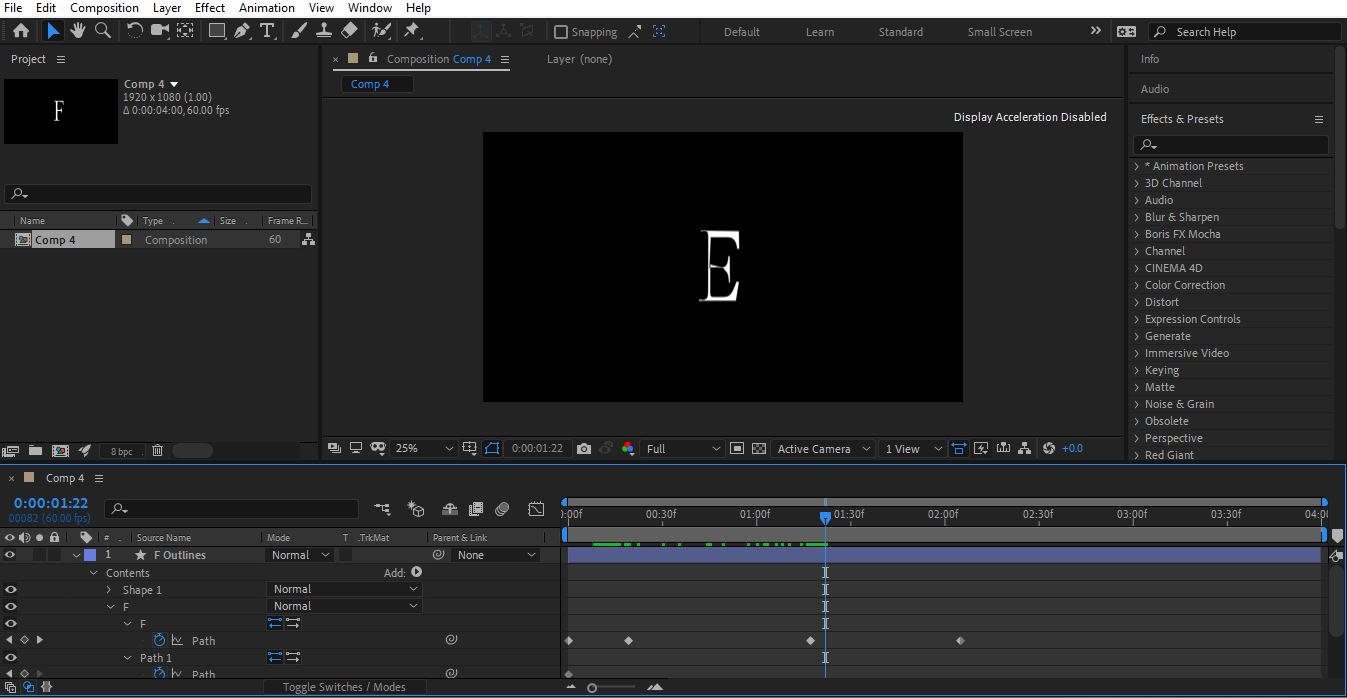 File Edit Composition Layer Effect Animation View Window Help
Snapping Default Learn Standard Small Screen Search Help
Project
Comp 4
1920 x 1080 (1.00)
Δ 0:00:04:00, 60.00 fps
F
Name Type Size Frame R...
Comp 4 Composition 60
8 bpc
Composition Comp 4 Layer (none)
Comp 4
Display Acceleration Disabled
E
25% 0:00:01:22 Full Active Camera 1 View +0.0
Info
Audio
Effects & Presets
* Animation Presets
3D Channel
Audio
Blur & Sharpen
Boris FX Mocha
Channel
CINEMA 4D
Color Correction
Distort
Expression Controls
Generate
Immersive Video
Keying
Matte
Noise & Grain
Obsolete
Perspective
Red Giant
Comp 4
0:00:01:22
00082 (60.00 fps)
:00f 00:30f 01:00f 01:30f 02:00f 02:30f 03:00f 03:30f 04:00
# Source Name Mode T .TrkMat Parent & Link
1 F Outlines Normal None
Contents Add:
Shape 1 Normal
F Normal
F
Path
Path 1
Path
Toggle Switches / Modes